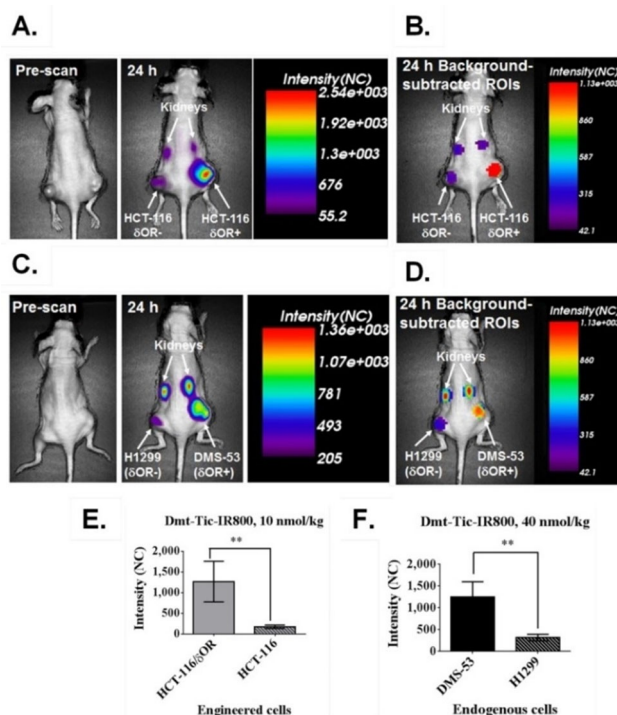 A.
Pre-scan
24 h
Kidneys
HCT-116
δOR-
HCT-116
δOR+
Intensity(NC)
2.54e+003
1.92e+003
1.3e+003
676
55.2
B.
24 h Background-
subtracted ROIs
Kidneys
HCT-116
δOR-
HCT-116
δOR+
Intensity(NC)
1.13e+003
860
587
315
42.1
C.
Pre-scan
24 h
Kidneys
H1299
(δOR-)
DMS-53
(δOR+)
Intensity(NC)
1.36e+003
1.07e+003
781
493
205
D.
24 h Background-
subtracted ROIs
Kidneys
H1299
(δOR-)
DMS-53
(δOR+)
Intensity(NC)
1.13e+003
860
587
315
42.1
E
Dmt-Tic-IR800, 10 nmol/kg
**
Intensity (NC)
2,000
1,500
1,000
500
0
HCT-116/δOR
HCT-116
Engineered cells
F
Dmt-Tic-IR800, 40 nmol/kg
**
Intensity (NC)
2,000
1,500
1,000
500
0
DMS-53
H1299
Endogenous cells